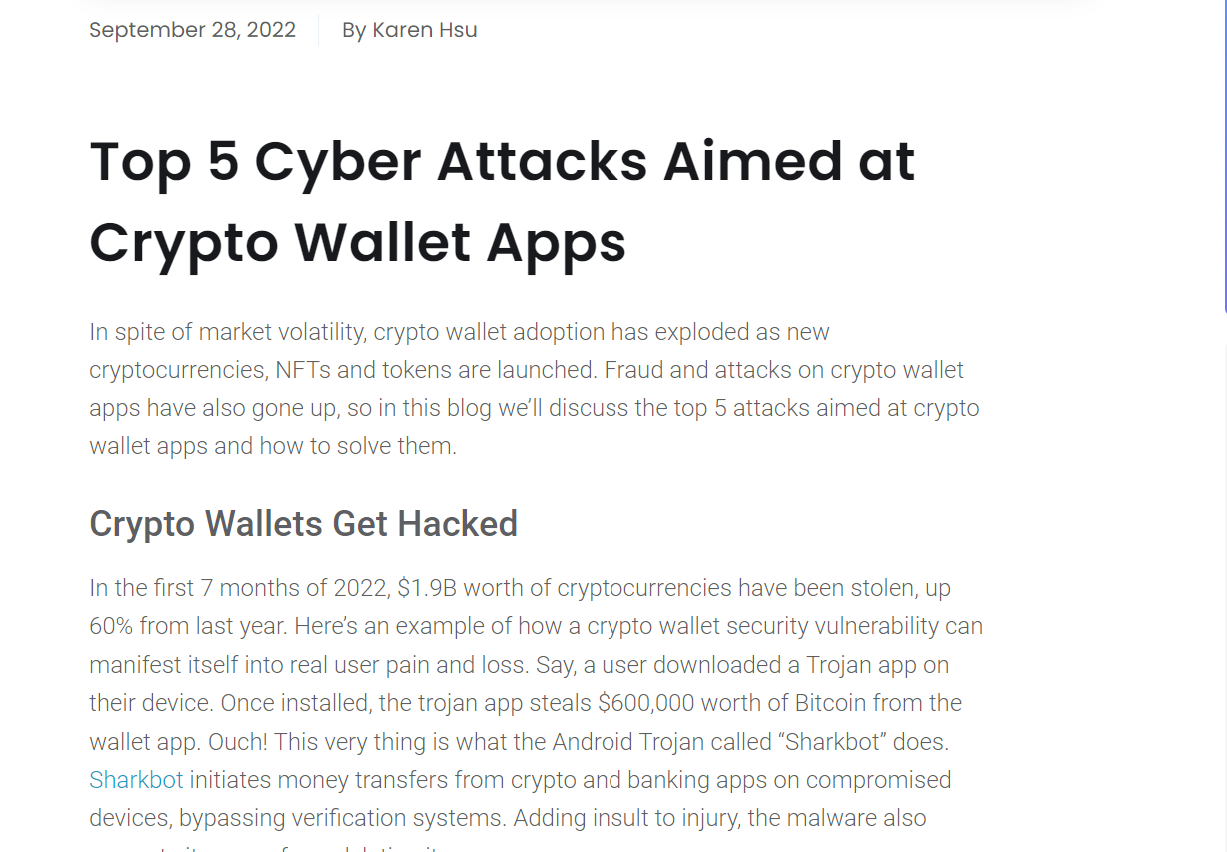 September 28, 2022 By Karen Hsu
Top 5 Cyber Attacks Aimed at
Crypto Wallet Apps
In spite of market volatility, crypto wallet adoption has exploded as new
cryptocurrencies, NFTs and tokens are launched. Fraud and attacks on crypto wallet
apps have also gone up, so in this blog we’ll discuss the top 5 attacks aimed at crypto
wallet apps and how to solve them.
Crypto Wallets Get Hacked
In the first 7 months of 2022, $1.9B worth of cryptocurrencies have been stolen, up
60% from last year. Here’s an example of how a crypto wallet security vulnerability can
manifest itself into real user pain and loss. Say, a user downloaded a Trojan app on
their device. Once installed, the trojan app steals $600,000 worth of Bitcoin from the
wallet app. Ouch! This very thing is what the Android Trojan called “Sharkbot” does.
Sharkbot initiates money transfers from crypto and banking apps on compromised
devices, bypassing verification systems. Adding insult to injury, the malware also